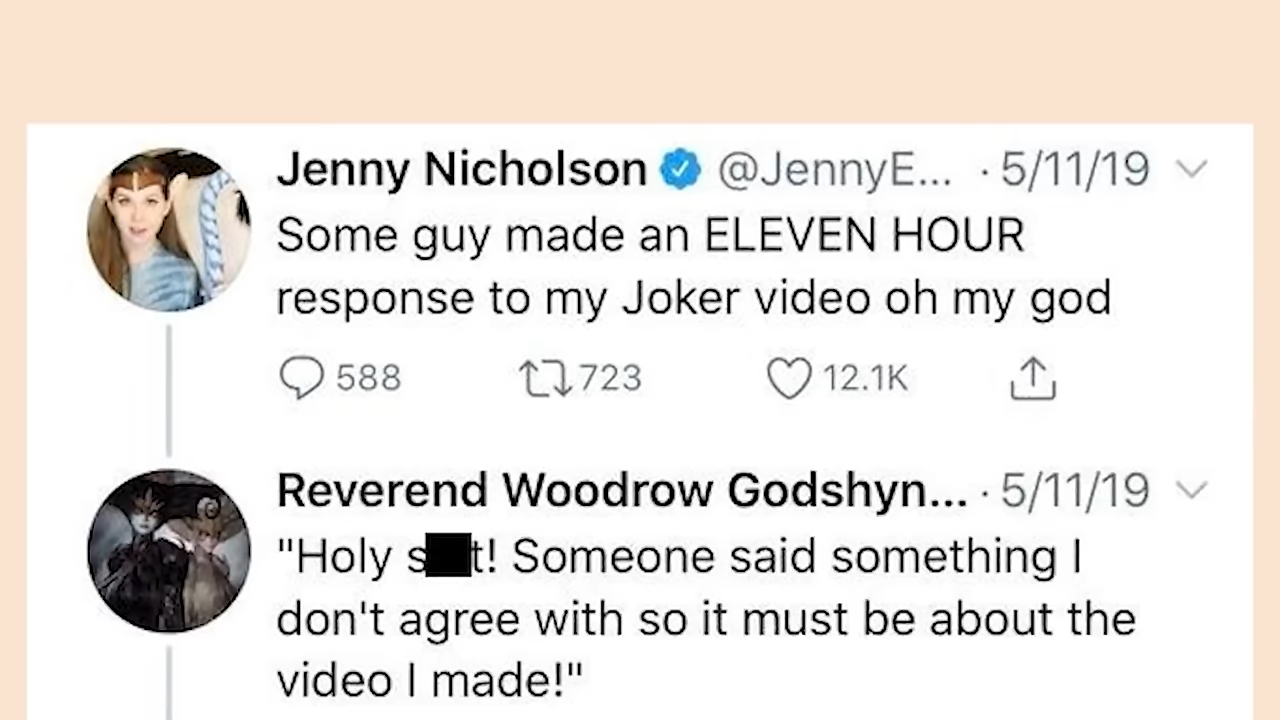 Jenny Nicholson @JennyE... · 5/11/19
Some guy made an ELEVEN HOUR
response to my Joker video oh my god
588 723 12.1K
Reverend Woodrow Godshyn... · 5/11/19
"Holy s█t! Someone said something I
don't agree with so it must be about the
video I made!"